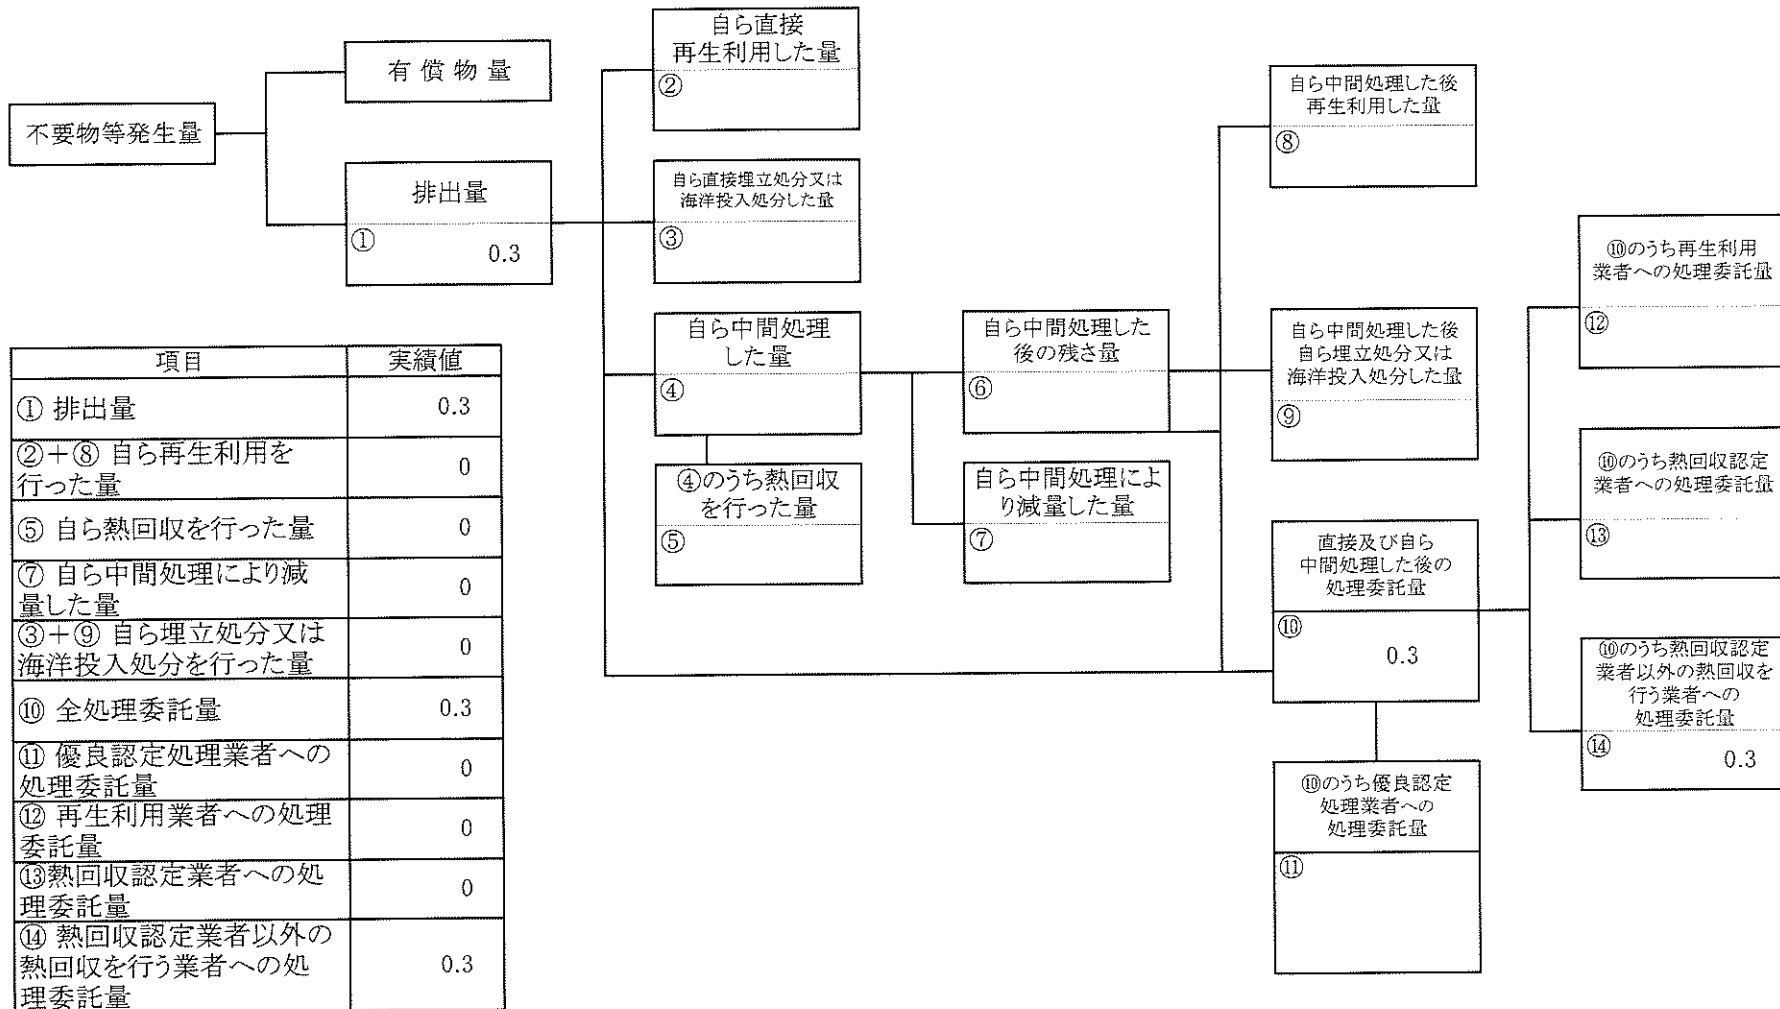 不要物等発生量
有償物量
排出量
①
0.3
自ら直接
再生利用した量
②
自ら直接埋立処分又は
海洋投入処分した量
③
自ら中間処理
した量
④
④のうち熱回収
を行った量
⑤
自ら中間処理した
後の残さ量
⑥
自ら中間処理によ
り減量した量
⑦
自ら中間処理した後
再生利用した量
⑧
自ら中間処理した後
自ら埋立処分又は
海洋投入処分した量
⑨
直接及び自ら
中間処理した後の
処理委託量
⑩
0.3
⑩のうち優良認定
処理業者への
処理委託量
⑪
⑩のうち再生利用
業者への処理委託量
⑫
⑩のうち熱回収認定
業者への処理委託量
⑬
⑩のうち熱回収認定
業者以外の熱回収を
行う業者への
処理委託量
⑭
0.3
項目 実績値
① 排出量 0.3
②+⑧ 自ら再生利用を
行った量 0
⑤ 自ら熱回収を行った量 0
⑦ 自ら中間処理により減
量した量 0
③+⑨ 自ら埋立処分又は
海洋投入処分を行った量 0
⑩ 全処理委託量 0.3
⑪ 優良認定処理業者への
処理委託量 0
⑫ 再生利用業者への処理
委託量 0
⑬熱回収認定業者への処
理委託量 0
⑭ 熱回収認定業者以外の
熱回収を行う業者への処
理委託量 0.3